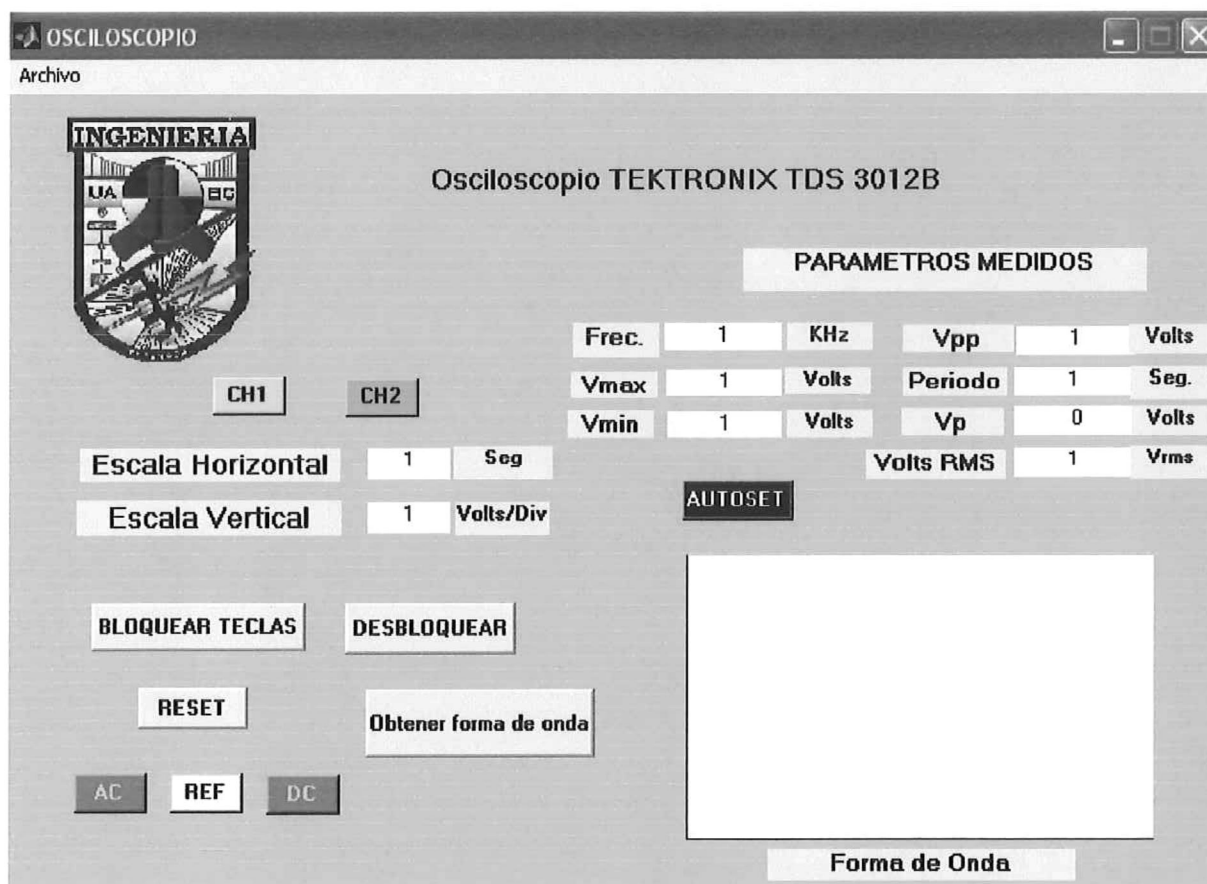 OSCILOSCOPIO
Archivo
INGENIERIA
UA BC
Osciloscopio TEKTRONIX TDS 3012B
PARAMETROS MEDIDOS
Frec. 1 KHz Vpp 1 Volts
Vmax 1 Volts Periodo 1 Seg.
Vmin 1 Volts Vp 0 Volts
Volts RMS 1 Vrms
CH1 CH2
Escala Horizontal 1 Seg
Escala Vertical 1 Volts/Div
AUTOSET
BLOQUEAR TECLAS DESBLOQUEAR
RESET Obtener forma de onda
AC REF DC
Forma de Onda